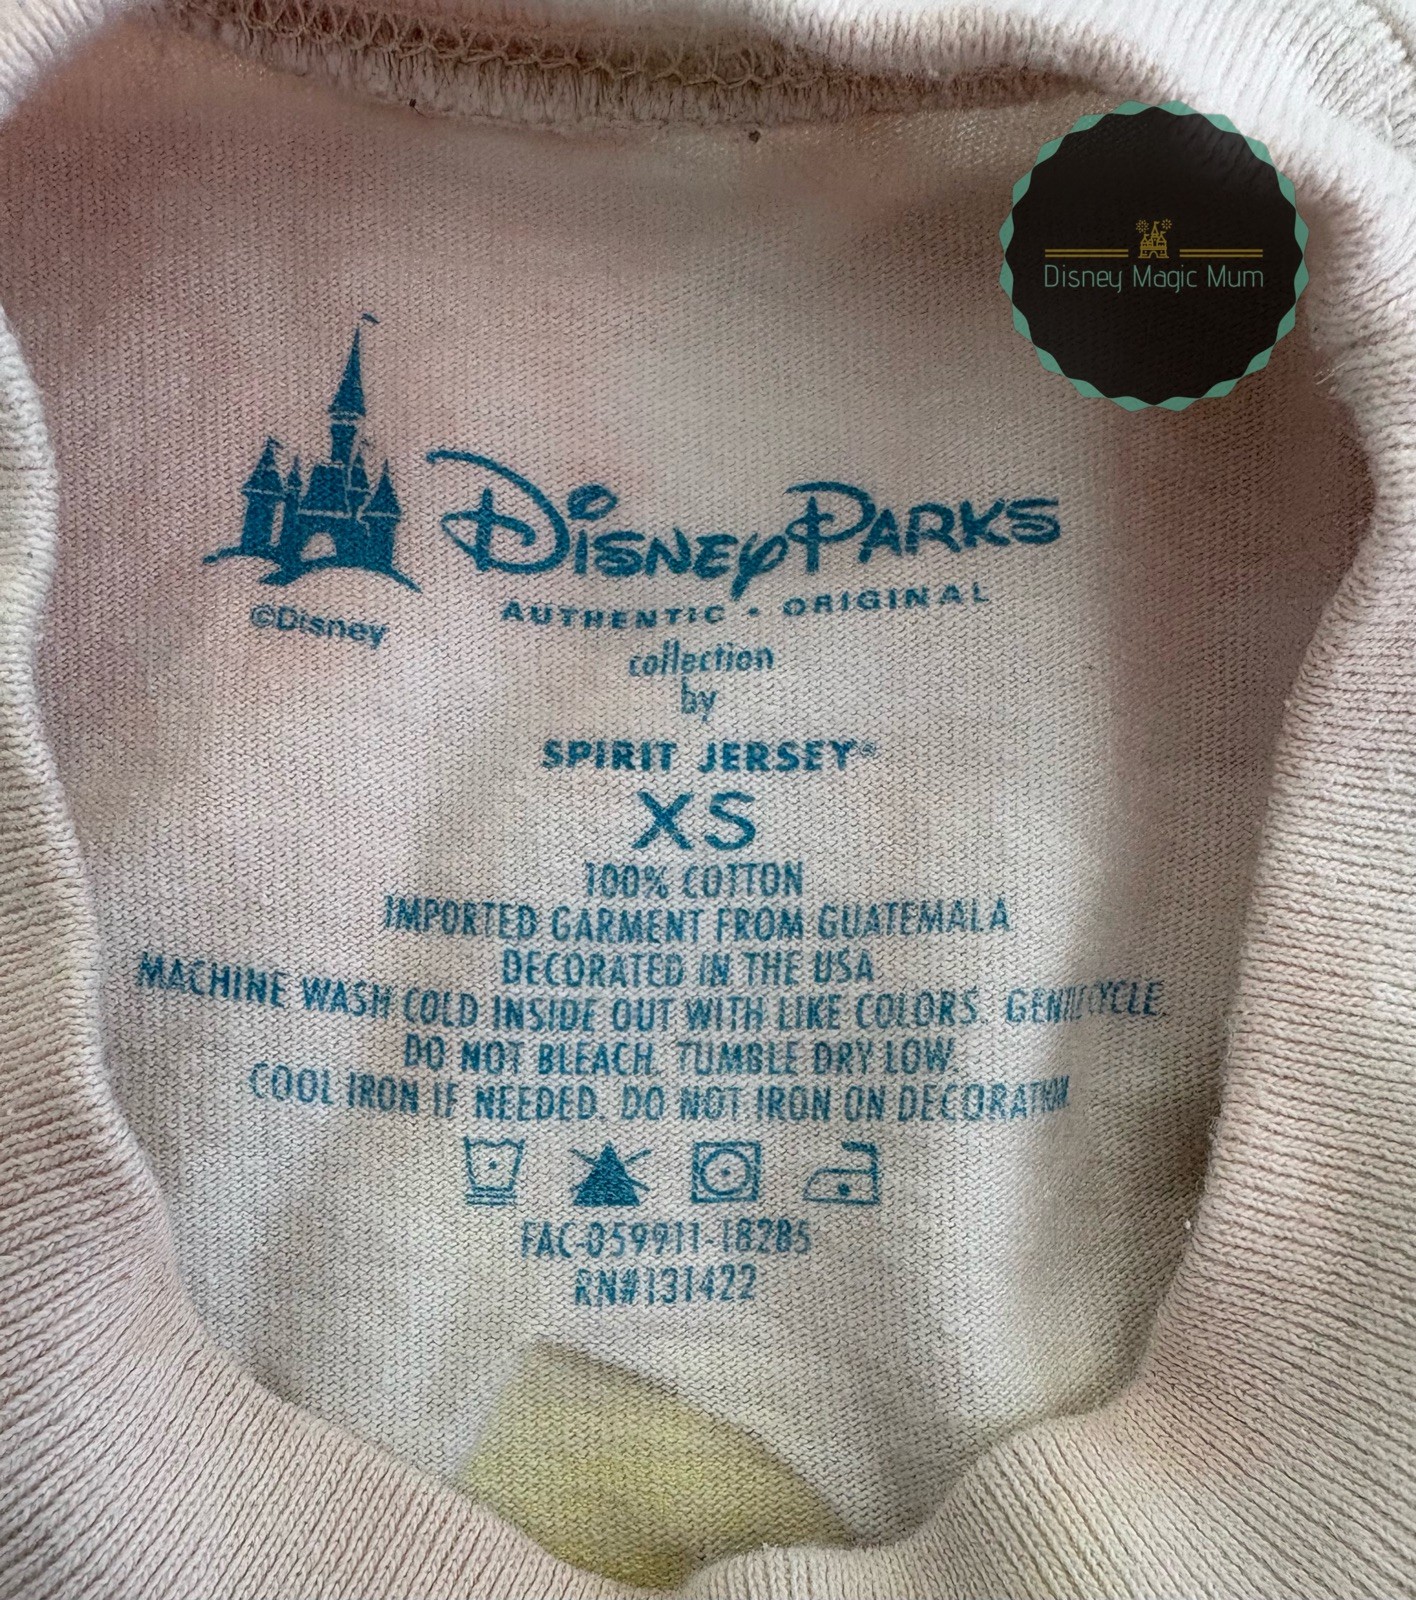 Disney Magic Mum
Disney Parks
AUTHENTIC • ORIGINAL
©Disney
collection
by
SPIRIT JERSEY®
XS
100% COTTON
IMPORTED GARMENT FROM GUATEMALA
DECORATED IN THE USA
MACHINE WASH COLD INSIDE OUT WITH LIKE COLORS. GENTLE CYCLE.
DO NOT BLEACH. TUMBLE DRY LOW.
COOL IRON IF NEEDED. DO NOT IRON ON DECORATION
FAC-059911-18285
RN#131422